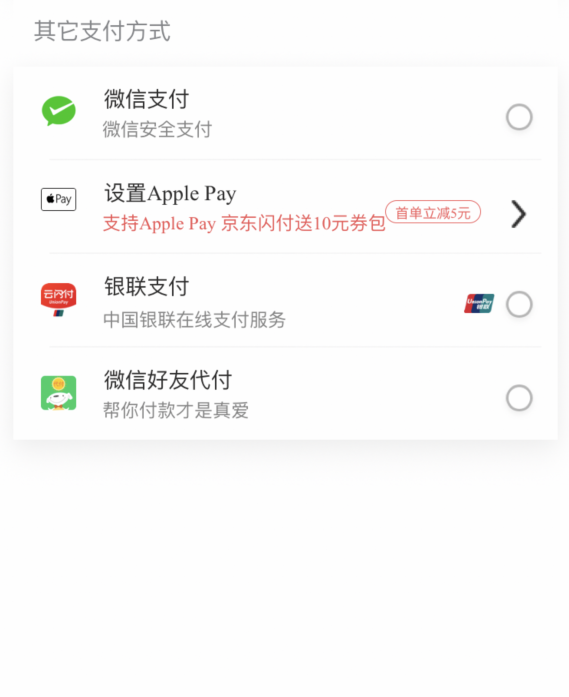 其它支付方式
微信支付
微信安全支付
Pay
设置Apple Pay
支持Apple Pay 京东闪付送10元券包
首单立减5元
云闪付
UnionPay
银联支付
中国银联在线支付服务
UnionPay
银联
微信好友代付
帮你付款才是真爱